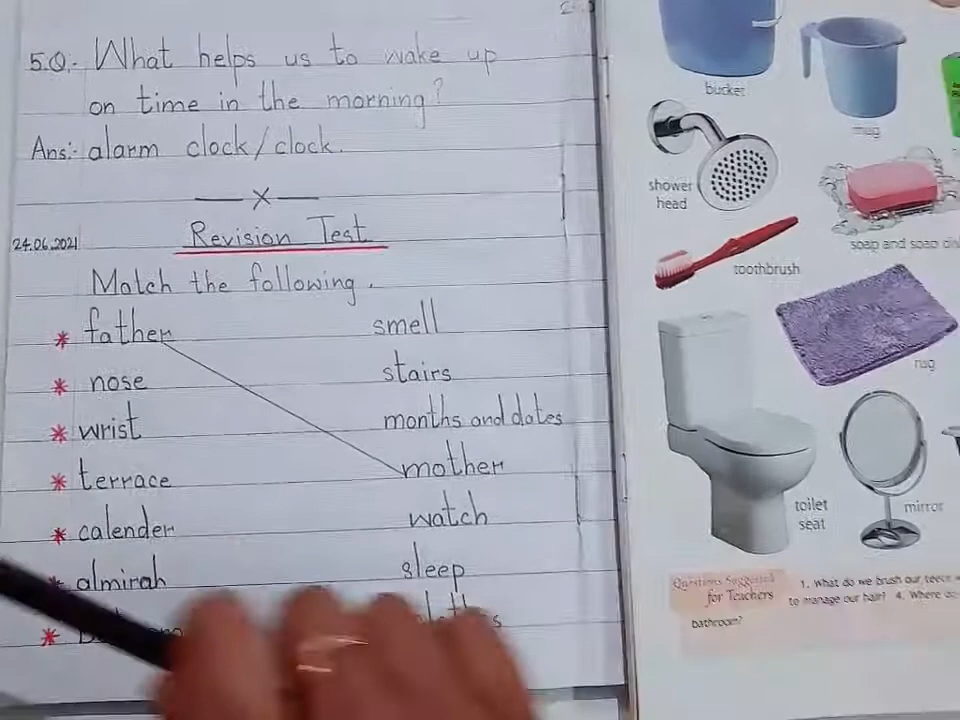 5Q.- What helps us to wake up
on time in the morning?
Ans:- alarm clock/clock.
—x—
24.06.2021
Revision Test
Match the following.
* father smell
* nose stairs
* wrist months and dates
* terrace mother
* calender watch
* almirah sleep
*
bucket
mug
shower
head
soap and soap
toothbrush
rug
toilet
seat
mirror
Questions Suggested
for Teachers
1. What do we brush our teeth
to manage our hair? 4. Where
bathroom?